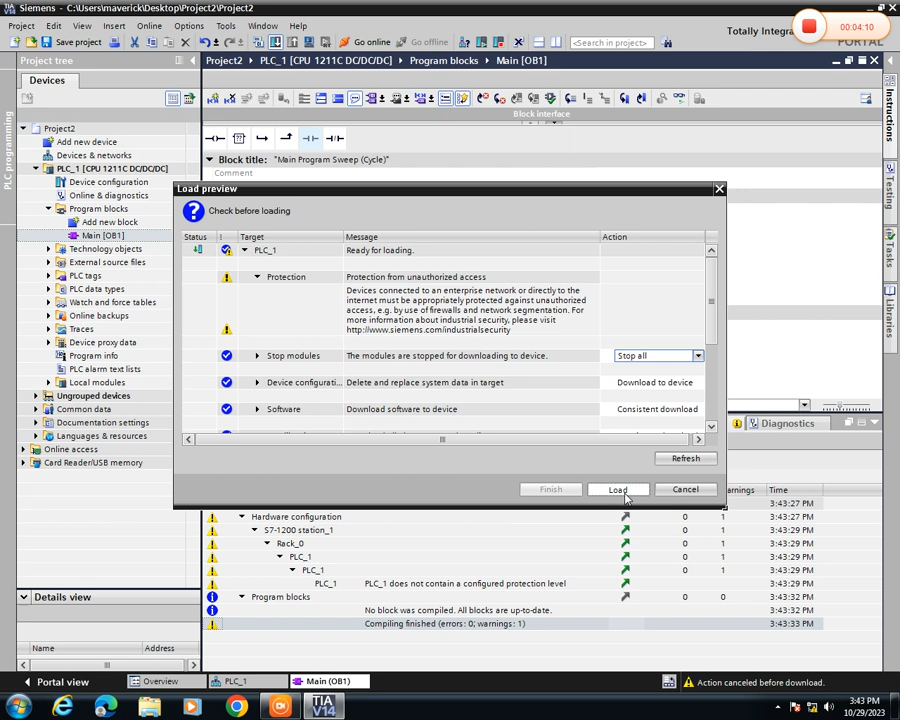 Siemens - C:\Users\maverick\Desktop\Project2\Project2
Project Edit View Insert Online Options Tools Window Help
Totally Integ
PORTAL
00:04:10
Save project
Go online
Go offline
<Search in project>
Project tree
Project2 ▸ PLC_1 [CPU 1211C DC/DC/DC] ▸ Program blocks ▸ Main [OB1]
Devices
PLC programming
Instructions
Testing
Tasks
Libraries
Block interface
Block title: "Main Program Sweep (Cycle)"
Comment
Project2
Add new device
Devices & networks
PLC_1 [CPU 1211C DC/DC/DC]
Device configuration
Online & diagnostics
Program blocks
Add new block
Main [OB1]
Technology objects
External source files
PLC tags
PLC data types
Watch and force tables
Online backups
Traces
Device proxy data
Program info
PLC alarm text lists
Local modules
Ungrouped devices
Common data
Documentation settings
Languages & resources
Online access
Card Reader/USB memory
Load preview
Check before loading
Status ! Target Message Action
PLC_1 Ready for loading.
Protection Protection from unauthorized access
Devices connected to an enterprise network or directly to the
internet must be appropriately protected against unauthorized
access, e.g. by use of firewalls and network segmentation. For
more information about industrial security, please visit
http://www.siemens.com/industrialsecurity
Stop modules The modules are stopped for downloading to device. Stop all
Device configurati... Delete and replace system data in target Download to device
Software Download software to device Consistent download
Refresh
Finish Load Cancel
Diagnostics
arnings Time
3:43:27 PM
Hardware configuration 0 1 3:43:27 PM
S7-1200 station_1 0 1 3:43:29 PM
Rack_0 0 1 3:43:29 PM
PLC_1 0 1 3:43:29 PM
PLC_1 0 1 3:43:29 PM
PLC_1 PLC_1 does not contain a configured protection level 3:43:29 PM
Program blocks 0 0 3:43:32 PM
No block was compiled. All blocks are up-to-date. 3:43:32 PM
Compiling finished (errors: 0; warnings: 1) 3:43:33 PM
Details view
Name Address
Portal view
Overview
PLC_1
Main (OB1)
Action canceled before download.
TIA
V14
3:43 PM
10/29/2023